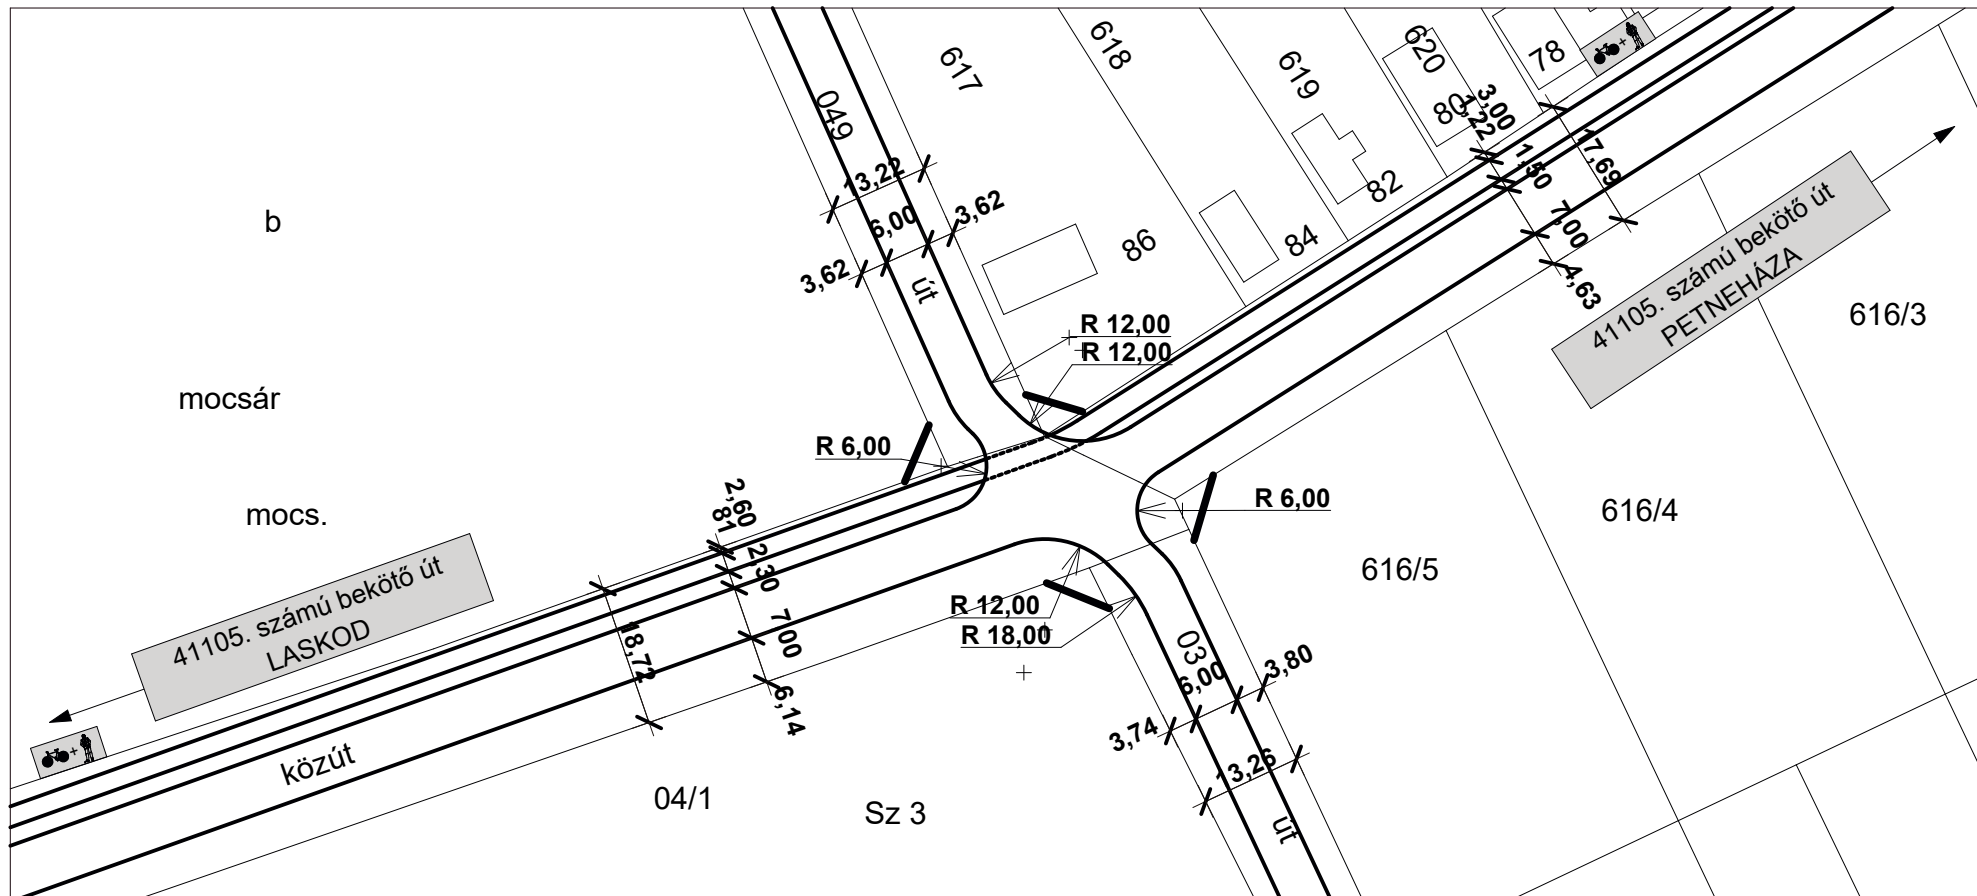 617
618
619
620
78
80
82
84
86
049
13,22
6,00
3,62
3,62
út
3,00
1,22
1,50
17,69
7,00
4,63
41105. számú bekötő út
PETNEHÁZA
616/3
b
mocsár
mocs.
R 12,00
R 12,00
R 6,00
R 6,00
616/4
616/5
2,60
81
2,30
7,00
6,14
18,72
41105. számú bekötő út
LASKOD
+
+
közút
04/1
Sz 3
R 12,00
R 18,00
03
6,00
3,80
3,74
13,26
út